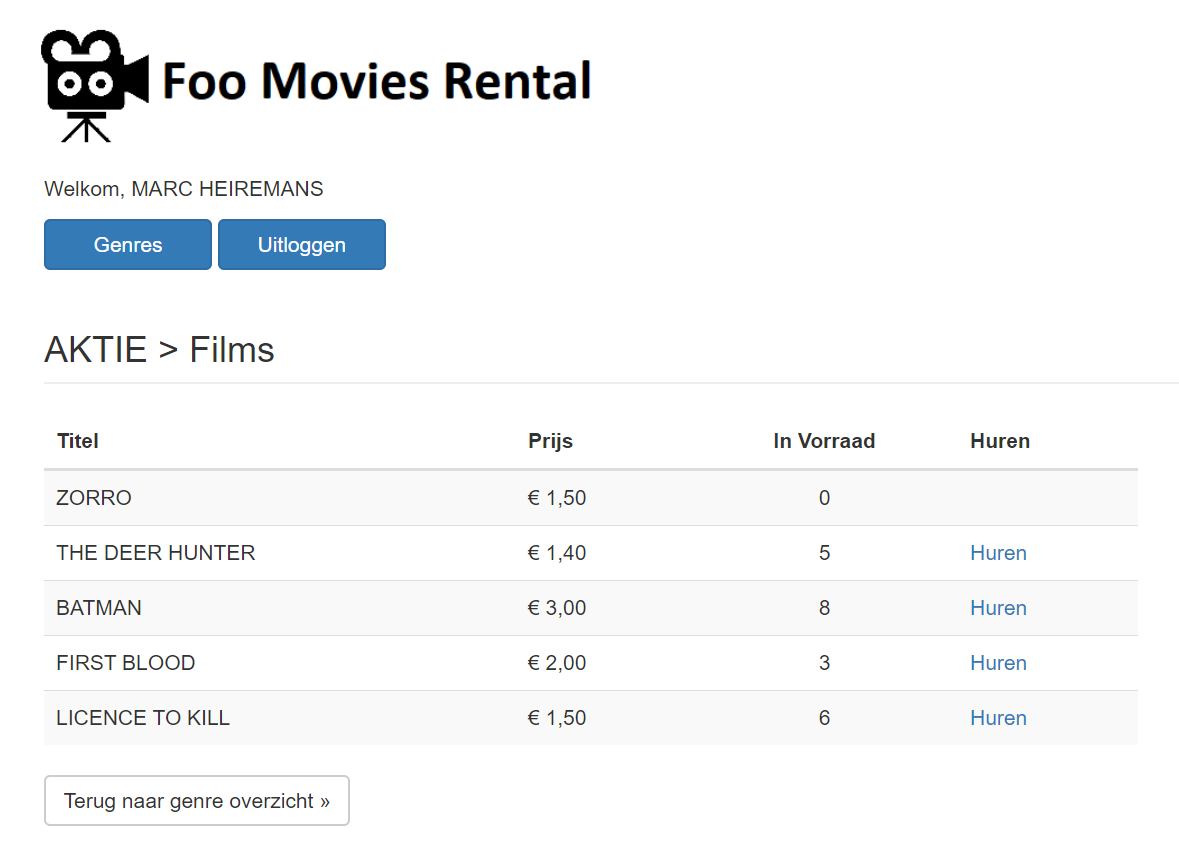 Foo Movies Rental
Welkom, MARC HEIREMANS
Genres Uitloggen
AKTIE > Films
Titel Prijs In Vorraad Huren
ZORRO € 1,50 0
THE DEER HUNTER € 1,40 5 Huren
BATMAN € 3,00 8 Huren
FIRST BLOOD € 2,00 3 Huren
LICENCE TO KILL € 1,50 6 Huren
Terug naar genre overzicht »